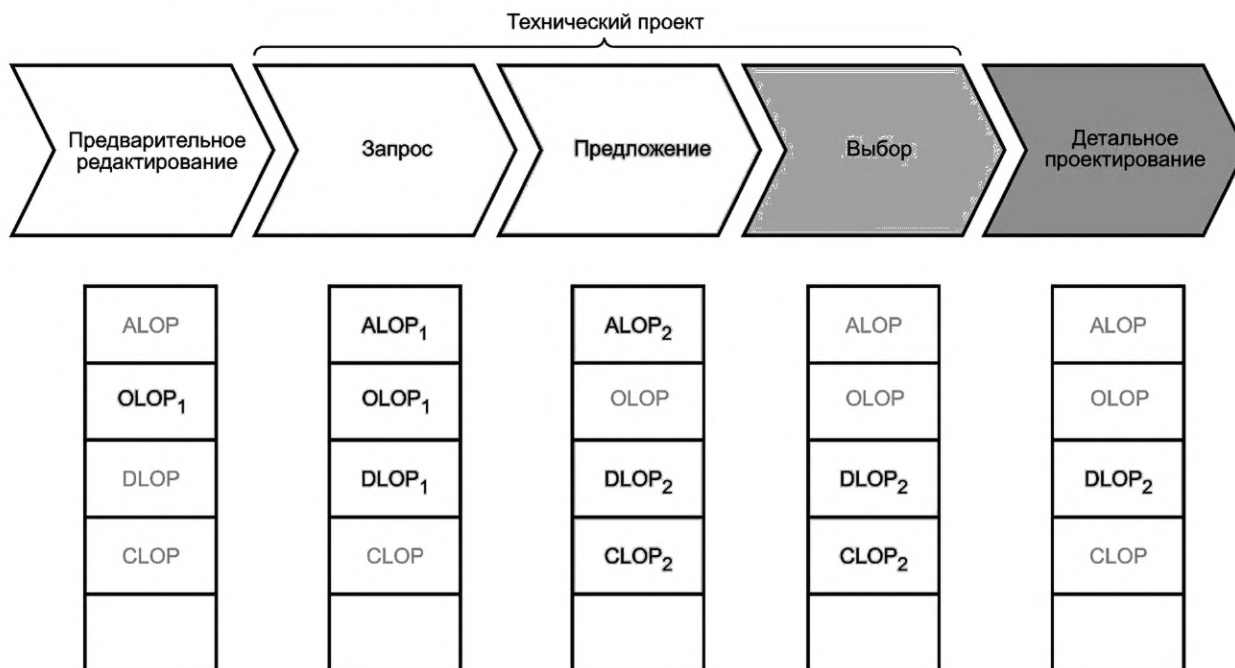 Технический проект
Предварительное
редактирование
Запрос
Предложение
Выбор
Детальное
проектирование
ALOP
ALOP₁
ALOP₂
ALOP
ALOP
OLOP₁
OLOP₁
OLOP
OLOP
OLOP
DLOP
DLOP₁
DLOP₂
DLOP₂
DLOP₂
CLOP
CLOP
CLOP₂
CLOP₂
CLOP